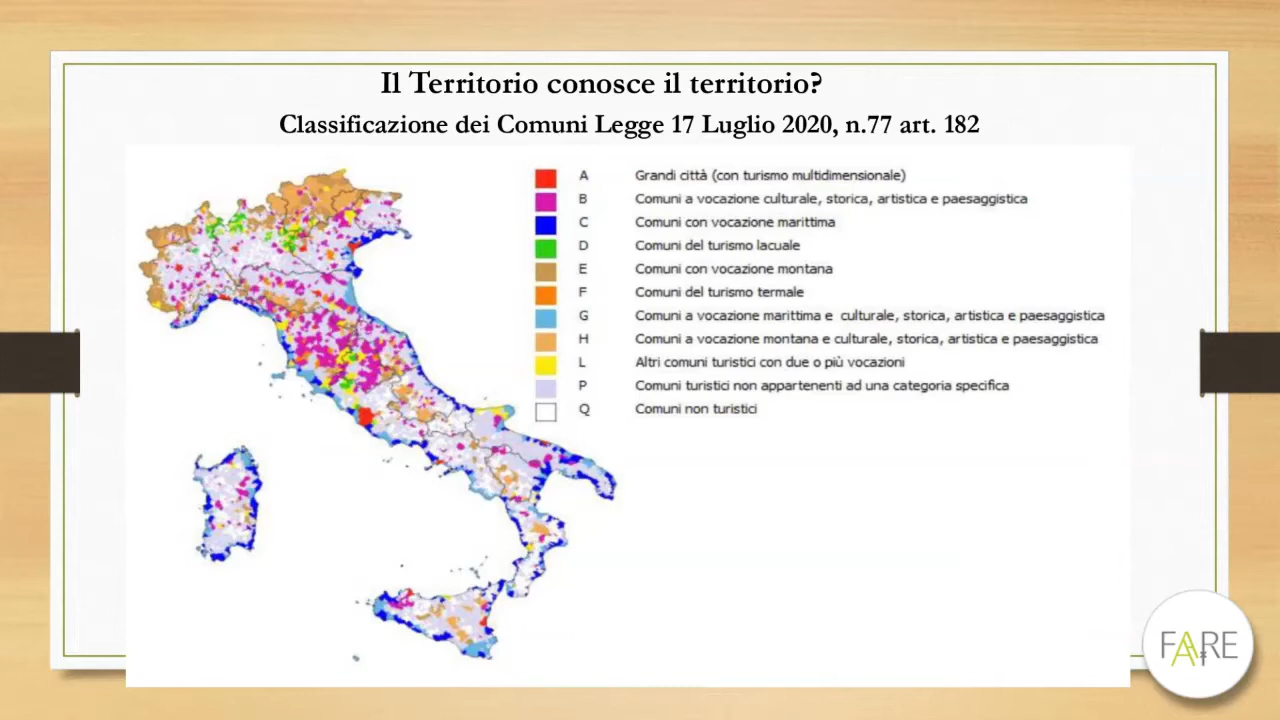 Il Territorio conosce il territorio?
Classificazione dei Comuni Legge 17 Luglio 2020, n.77 art. 182
A Grandi città (con turismo multidimensionale)
B Comuni a vocazione culturale, storica, artistica e paesaggistica
C Comuni con vocazione marittima
D Comuni del turismo lacuale
E Comuni con vocazione montana
F Comuni del turismo termale
G Comuni a vocazione marittima e culturale, storica, artistica e paesaggistica
H Comuni a vocazione montana e culturale, storica, artistica e paesaggistica
L Altri comuni turistici con due o più vocazioni
P Comuni turistici non appartenenti ad una categoria specifica
Q Comuni non turistici
FARE